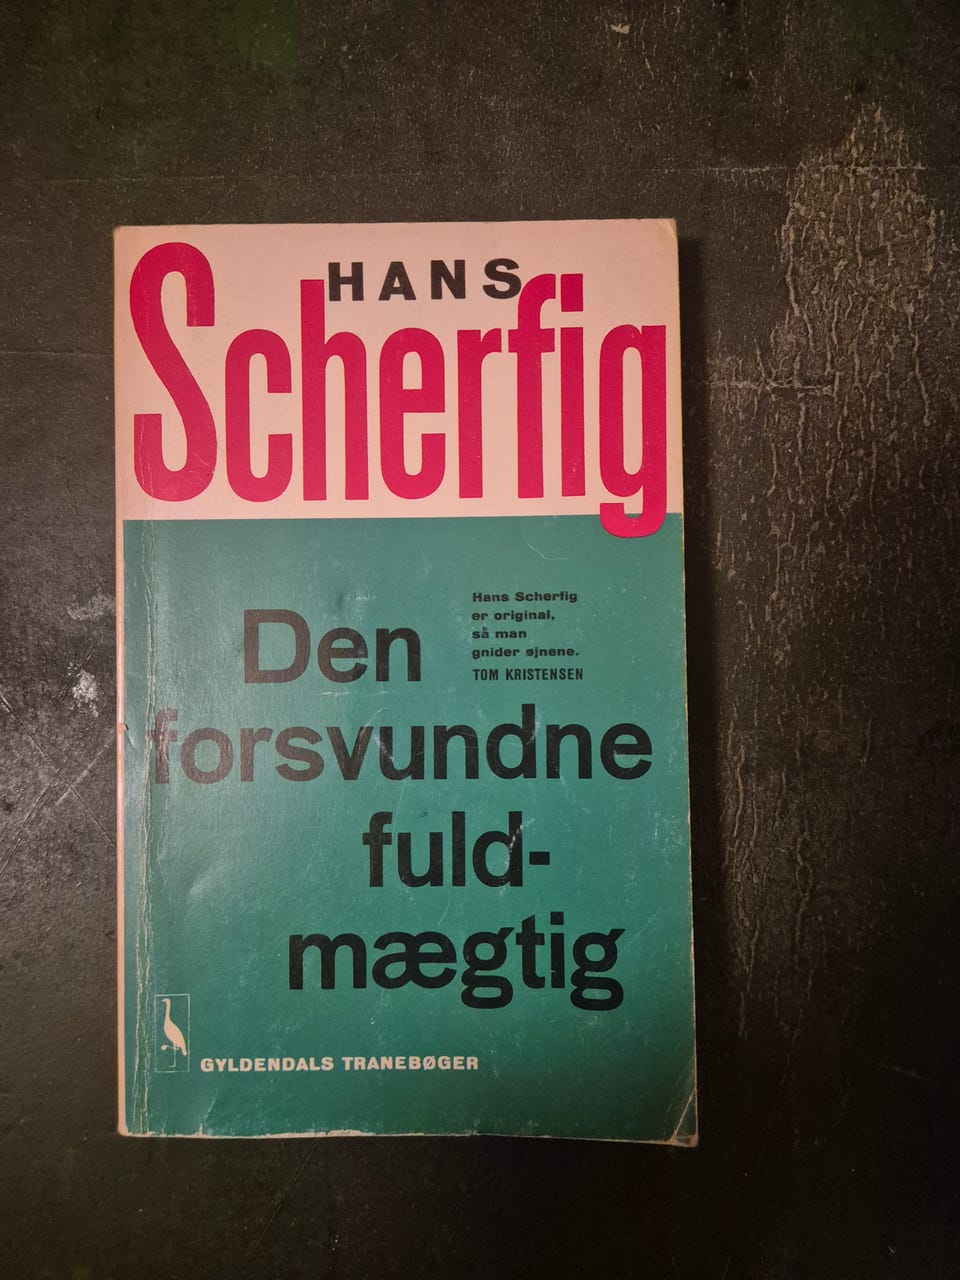 HANS
Scherfig
Hans Scherfig
er original,
så man
gnider øjnene.
TOM KRISTENSEN
Den
forsvundne
fuld-
mægtig
GYLDENDALS TRANEBØGER